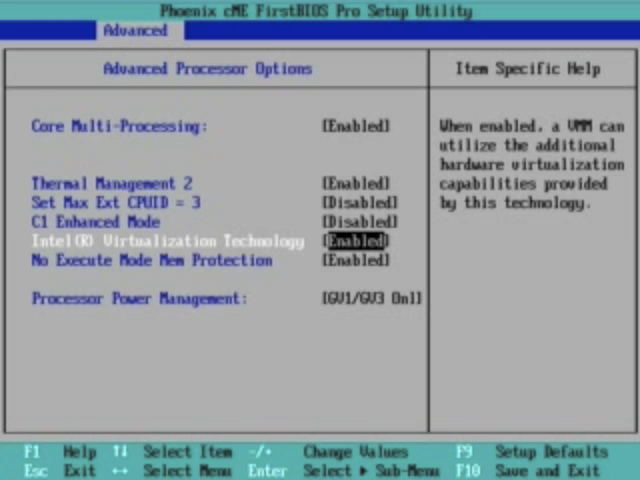 Phoenix cME FirstBIOS Pro Setup Utility
Advanced
Advanced Processor Options
Item Specific Help
Core Multi-Processing: [Enabled]
Thermal Management 2 [Enabled]
Set Max Ext CPUID = 3 [Disabled]
C1 Enhanced Mode [Disabled]
Intel(R) Virtualization Technology [Enabled]
No Execute Mode Mem Protection [Enabled]
Processor Power Management: [GV1/GV3 Onl]
When enabled, a VMM can
utilize the additional
hardware virtualization
capabilities provided
by this technology.
F1 Help ↑↓ Select Item -/+ Change Values F9 Setup Defaults
Esc Exit ↔ Select Menu Enter Select ▶ Sub-Menu F10 Save and Exit